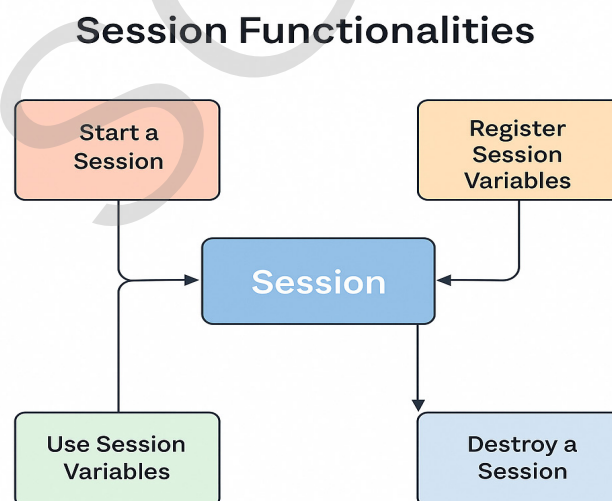 Session Functionalities
Start a
Session
Register
Session
Variables
Session
Use Session
Variables
Destroy a
Session